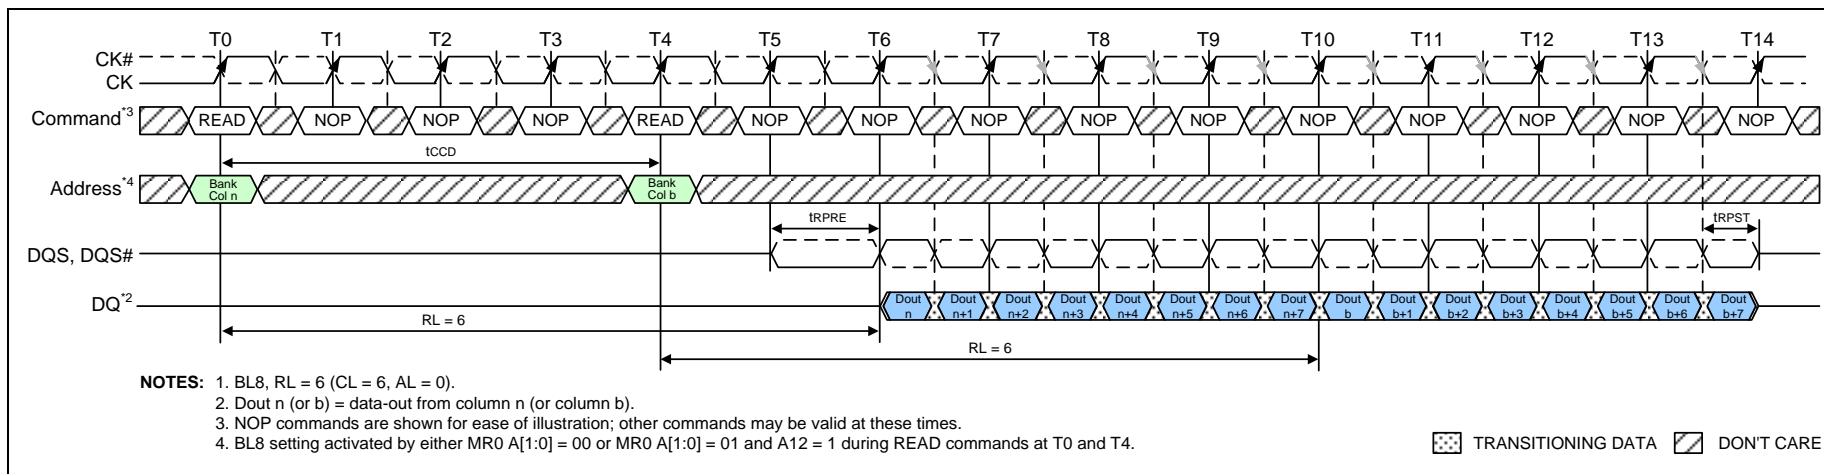 T0 T1 T2 T3 T4 T5 T6 T7 T8 T9 T10 T11 T12 T13 T14
CK#
CK
Command*3 READ NOP NOP NOP READ NOP NOP NOP NOP NOP NOP NOP NOP NOP NOP
tCCD
Address*4 Bank Col n Bank Col b
tRPRE tRPST
DQS, DQS#
DQ*2 Dout n Dout n+1 Dout n+2 Dout n+3 Dout n+4 Dout n+5 Dout n+6 Dout n+7 Dout b Dout b+1 Dout b+2 Dout b+3 Dout b+4 Dout b+5 Dout b+6 Dout b+7
RL = 6
RL = 6
NOTES: 1. BL8, RL = 6 (CL = 6, AL = 0).
2. Dout n (or b) = data-out from column n (or column b).
3. NOP commands are shown for ease of illustration; other commands may be valid at these times.
4. BL8 setting activated by either MR0 A[1:0] = 00 or MR0 A[1:0] = 01 and A12 = 1 during READ commands at T0 and T4.
TRANSITIONING DATA DON'T CARE